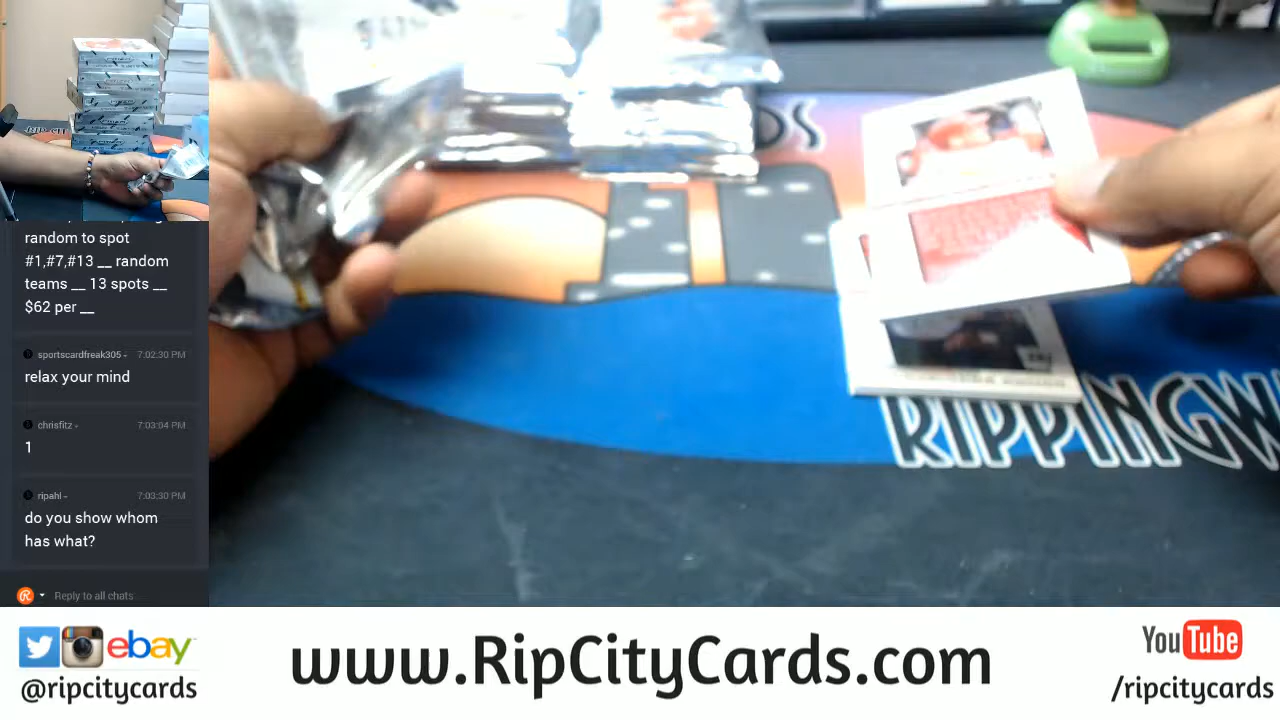 random to spot
#1,#7,#13 __ random
teams __ 13 spots __
$62 per __
sportscardfreak305 - 7:02:30 PM
relax your mind
chrisfitz - 7:03:04 PM
1
ripahl - 7:03:30 PM
do you show whom
has what?
Reply to all chats
RIPPINGW
ebay
@ripcitycards
www.RipCityCards.com
YouTube
/ripcitycards